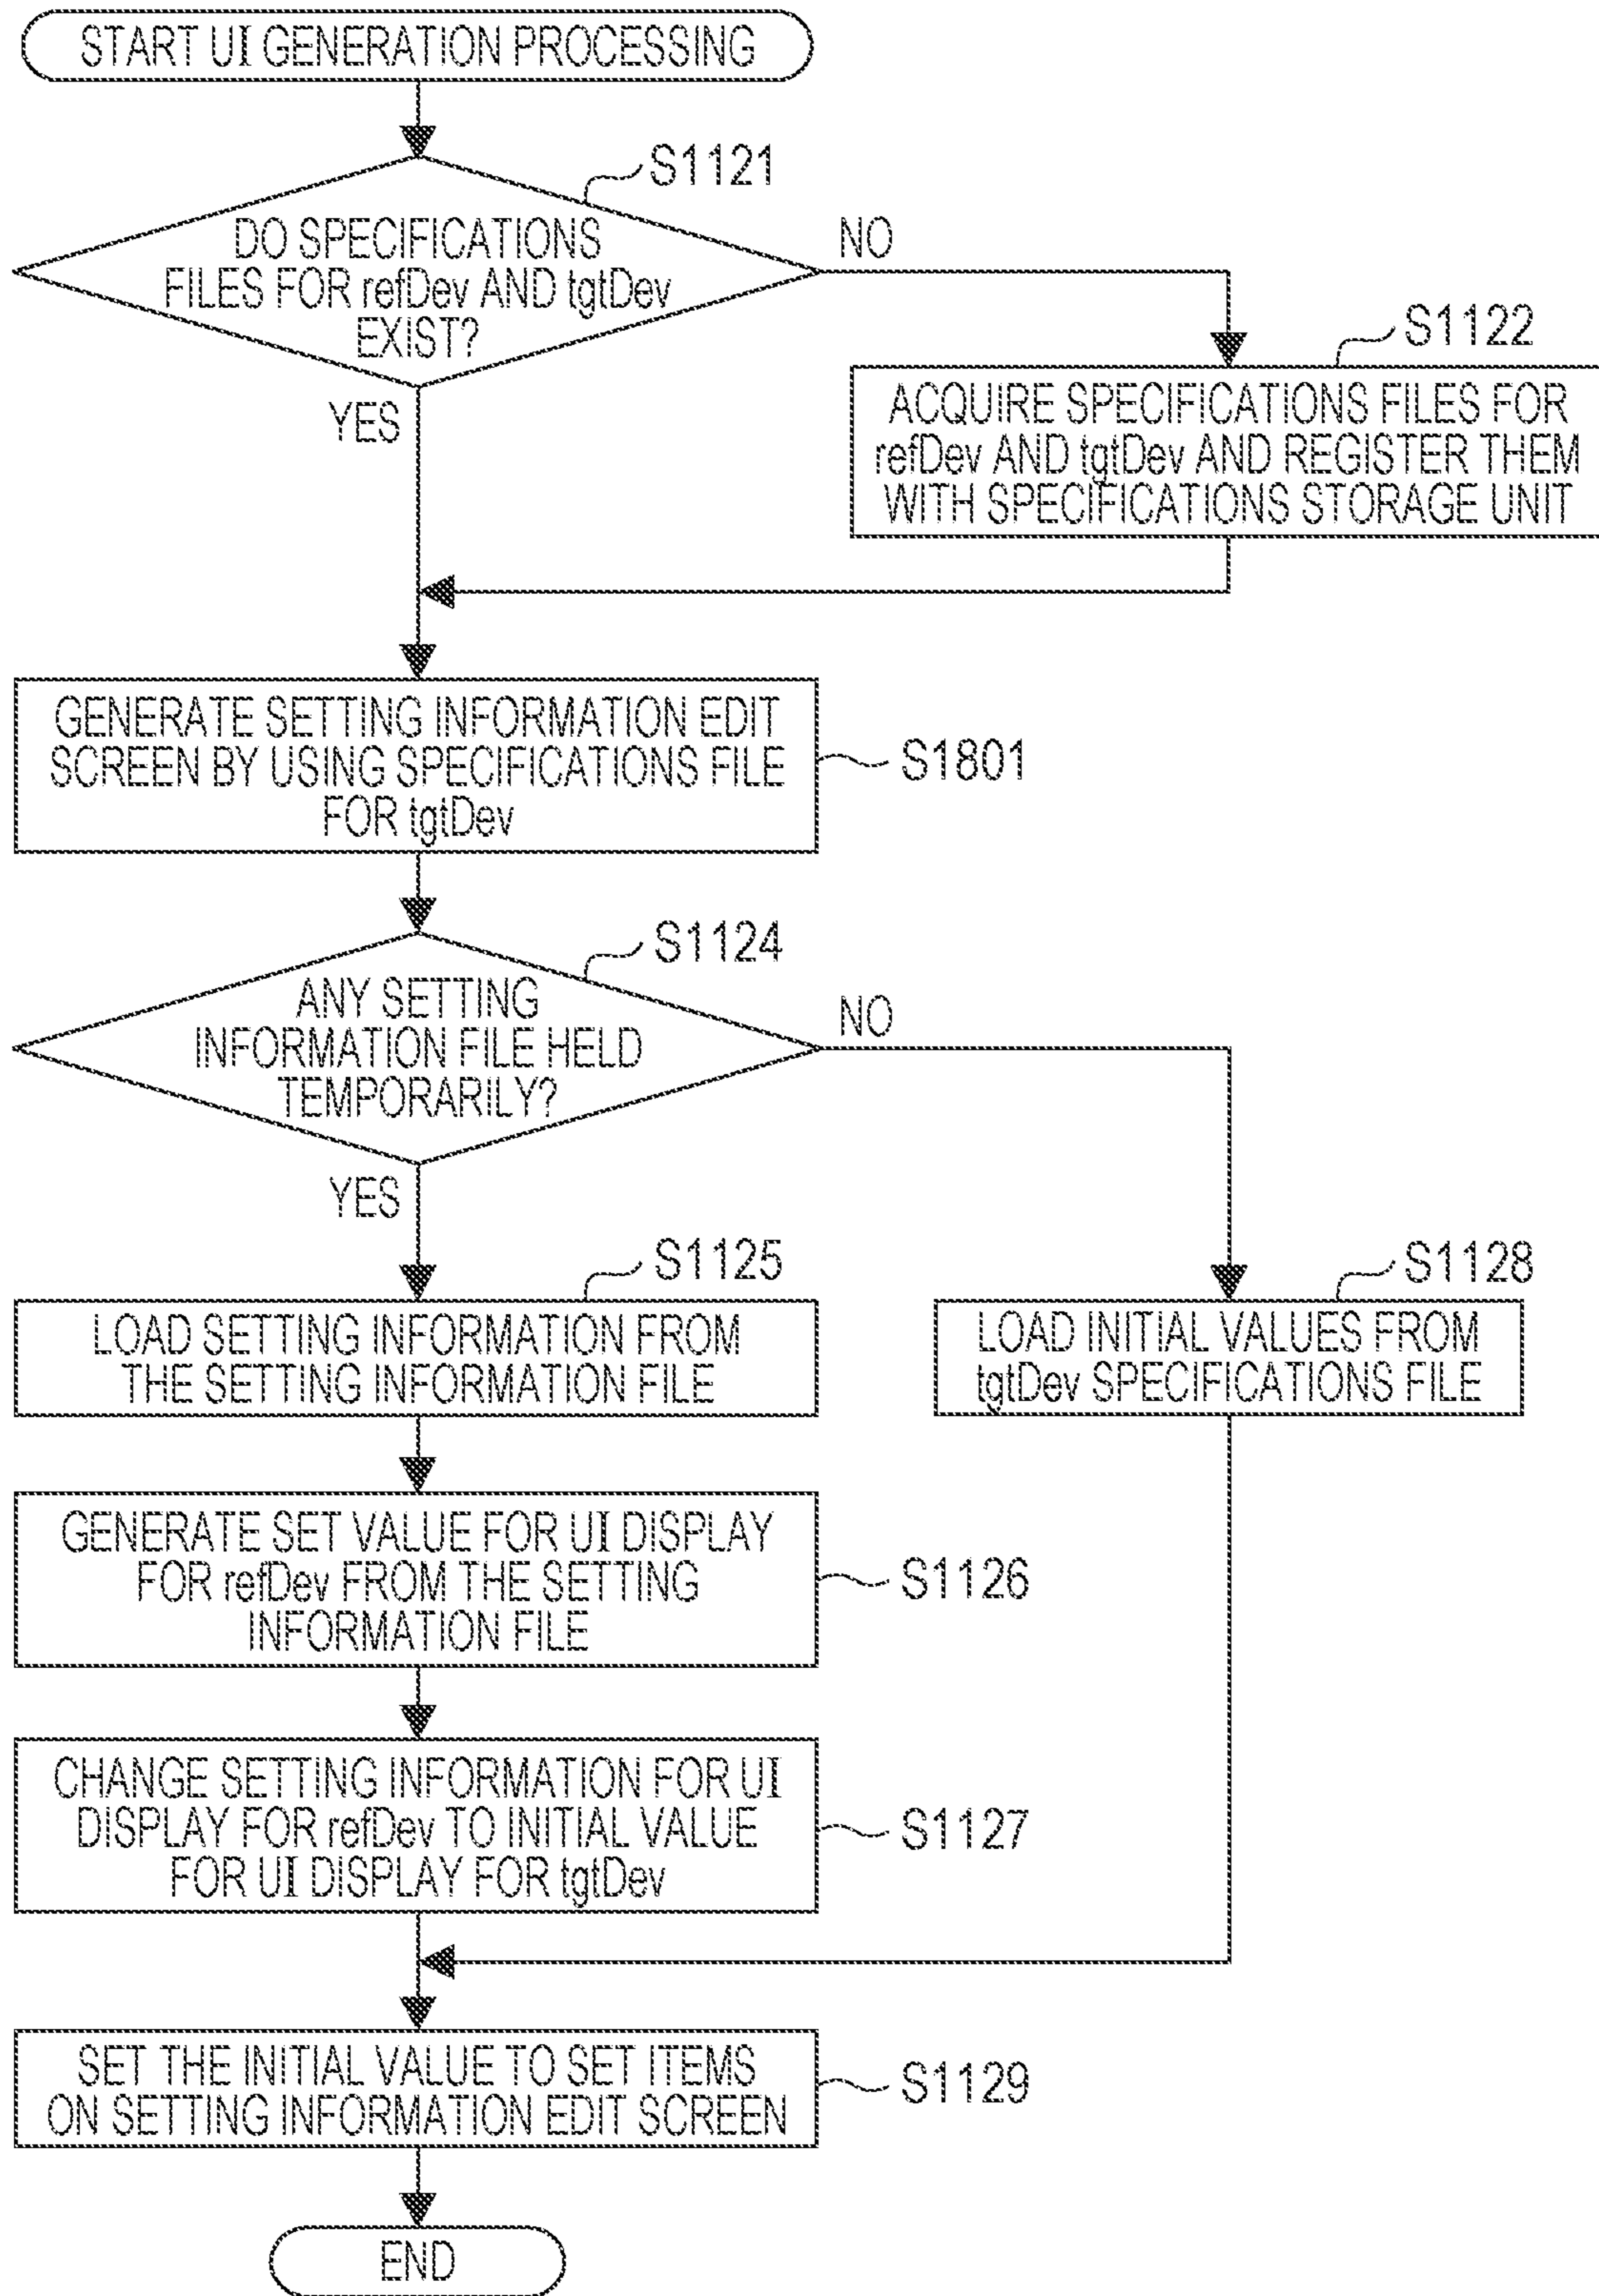 START UI GENERATION PROCESSING
S1121
DO SPECIFICATIONS
FILES FOR refDev AND tgtDev
EXIST?
NO
YES
S1122
ACQUIRE SPECIFICATIONS FILES FOR
refDev AND tgtDev AND REGISTER THEM
WITH SPECIFICATIONS STORAGE UNIT
GENERATE SETTING INFORMATION EDIT
SCREEN BY USING SPECIFICATIONS FILE
FOR tgtDev
S1801
S1124
ANY SETTING
INFORMATION FILE HELD
TEMPORARILY?
NO
YES
S1125
LOAD SETTING INFORMATION FROM
THE SETTING INFORMATION FILE
S1128
LOAD INITIAL VALUES FROM
tgtDev SPECIFICATIONS FILE
GENERATE SET VALUE FOR UI DISPLAY
FOR refDev FROM THE SETTING
INFORMATION FILE
S1126
CHANGE SETTING INFORMATION FOR UI
DISPLAY FOR refDev TO INITIAL VALUE
FOR UI DISPLAY FOR tgtDev
S1127
SET THE INITIAL VALUE TO SET ITEMS
ON SETTING INFORMATION EDIT SCREEN
S1129
END